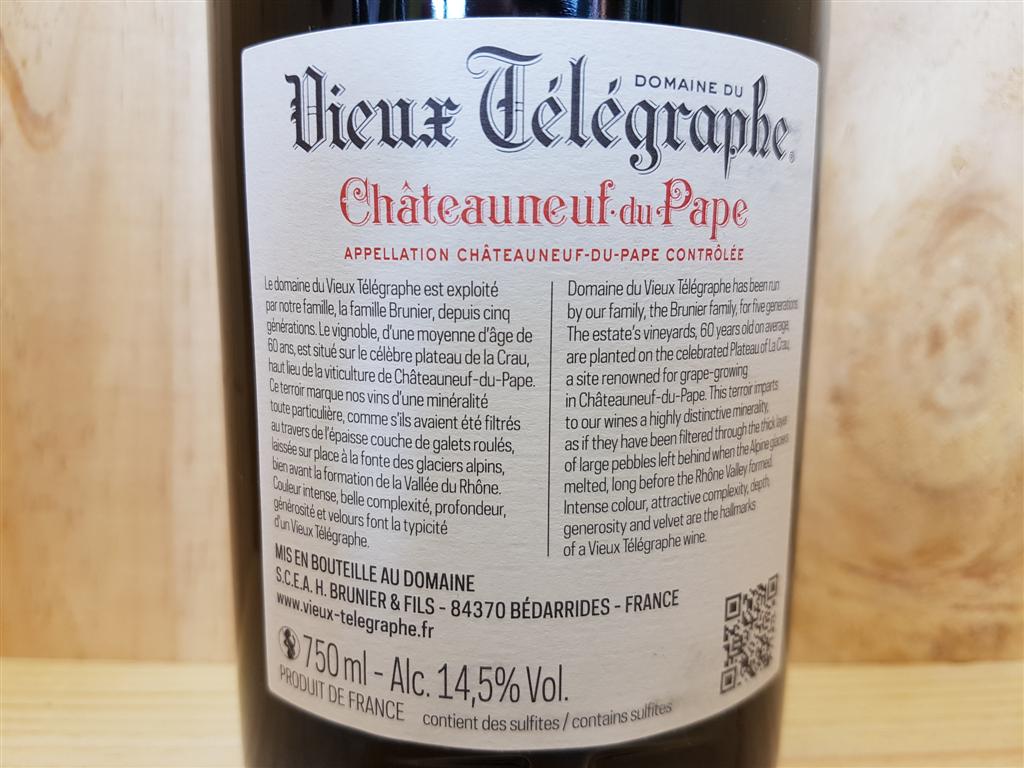 DOMAINE DU
Vieux Télégraphe
Châteauneuf-du-Pape
APPELLATION CHÂTEAUNEUF-DU-PAPE CONTRÔLÉE
Le domaine du Vieux Télégraphe est exploité
par notre famille, la famille Brunier, depuis cinq
générations. Le vignoble, d'une moyenne d'âge de
60 ans, est situé sur le célèbre plateau de la Crau,
haut lieu de la viticulture de Châteauneuf-du-Pape.
Ce terroir marque nos vins d'une minéralité
toute particulière, comme s'ils avaient été filtrés
au travers de l'épaisse couche de galets roulés,
laissée sur place à la fonte des glaciers alpins,
bien avant la formation de la Vallée du Rhône.
Couleur intense, belle complexité, profondeur,
générosité et velours font la typicité
d'un Vieux Télégraphe.
Domaine du Vieux Télégraphe has been run
by our family, the Brunier family, for five generations.
The estate's vineyards, 60 years old on average,
are planted on the celebrated Plateau of La Crau,
a site renowned for grape-growing
in Châteauneuf-du-Pape. This terroir imparts
to our wines a highly distinctive minerality,
as if they have been filtered through the thick layer
of large pebbles left behind when the Alpine glaciers
melted, long before the Rhône Valley formed.
Intense colour, attractive complexity, depth,
generosity and velvet are the hallmarks
of a Vieux Télégraphe wine.
MIS EN BOUTEILLE AU DOMAINE
S.C.E.A. H. BRUNIER & FILS - 84370 BÉDARRIDES - FRANCE
www.vieux-telegraphe.fr
750 ml - Alc. 14,5% Vol.
PRODUIT DE FRANCE
contient des sulfites / contains sulfites